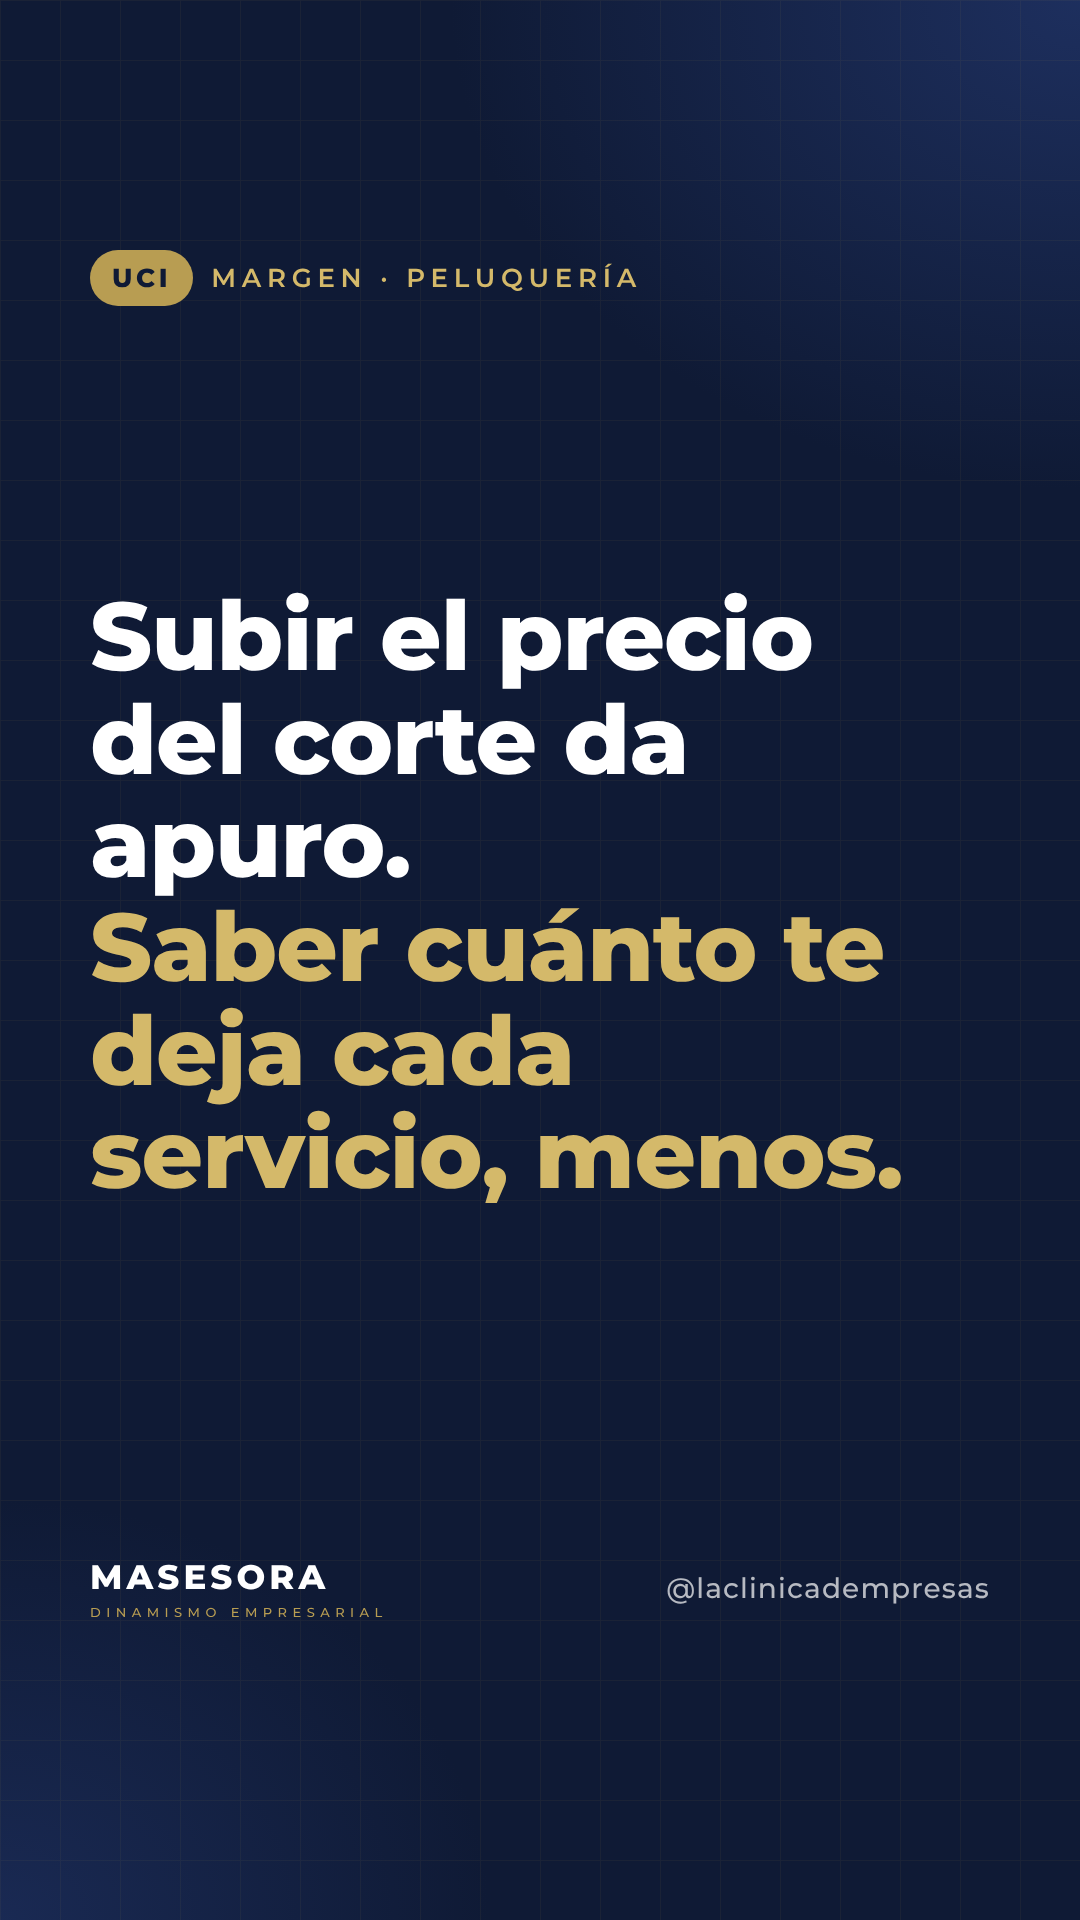 UCI MARGEN · PELUQUERÍA
Subir el precio
del corte da
apuro.
Saber cuánto te
deja cada
servicio, menos.
MASESORA
DINAMISMO EMPRESARIAL
@laclinicadempresas